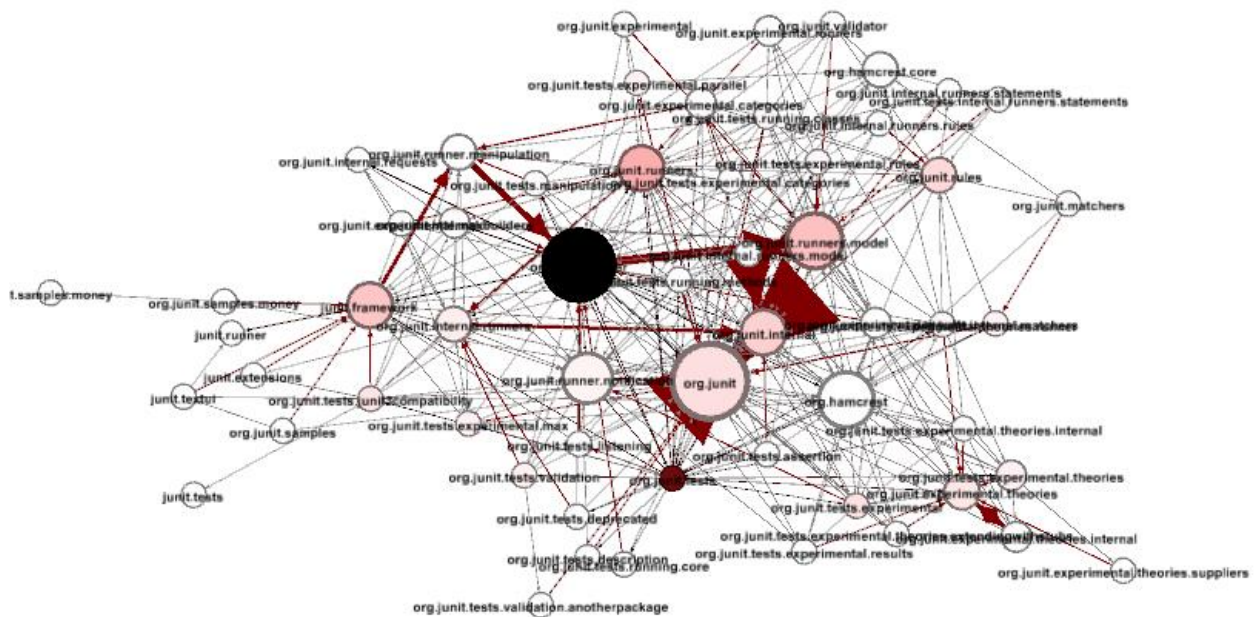 org.junit.experimental
org.junit.experimental.runners
org.junit.validator
org.hamcrest.core
org.junit.tests.experimental.parallel
org.junit.internal.runners.statements
org.junit.tests.internal.runners.statements
org.junit.experimental.categories
org.junit.tests.running.classes
org.junit.internal.runners.rules
org.junit.runner.manipulation
org.junit.internal.requests
org.junit.tests.experimental.rules
org.junit.runners
org.junit.rules
org.junit.tests.manipulation
org.junit.tests.experimental.categories
org.junit.matchers
org.junit.runners.model
t.samples.money
org.junit.samples.money
junit.framework
org.junit.internal.runners
org.junit.internal
junit.runner
junit.extensions
org.junit
org.junit.runner.notification
org.hamcrest
junit.textui
org.junit.tests.junit3compatibility
org.junit.samples
org.junit.tests.experimental.max
org.junit.tests.experimental.theories.internal
org.junit.tests.listening
org.junit.tests.assertion
org.junit.tests.validation
org.junit.tests
org.junit.tests.experimental.theories
org.junit.experimental.theories
junit.tests
org.junit.tests.experimental
org.junit.tests.deprecated
org.junit.experimental.theories.internal
org.junit.tests.experimental.results
org.junit.tests.description
org.junit.tests.running.core
org.junit.experimental.theories.suppliers
org.junit.tests.validation.anotherpackage